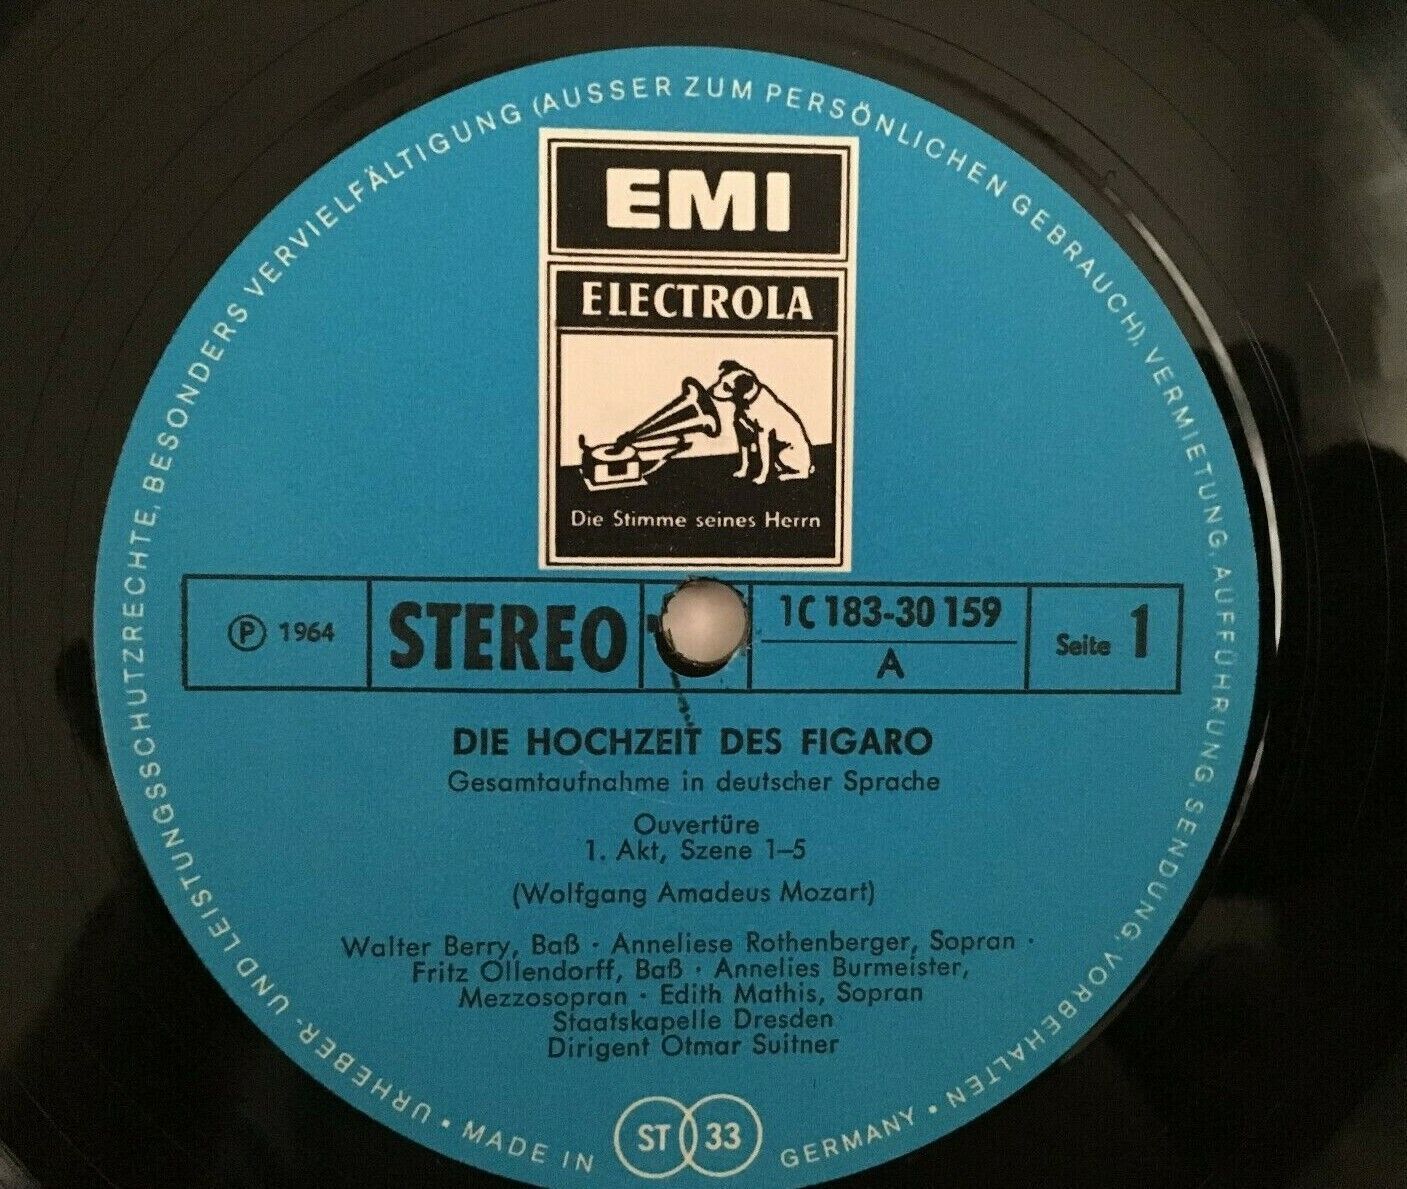 URHEBER- UND LEISTUNGSSCHUTZRECHTE, BESONDERS VERVIELFÄLTIGUNG (AUSSER ZUM PERSÖNLICHEN GEBRAUCH), VERMIETUNG, AUFFÜHRUNG, SENDUNG, VORBEHALTEN •
EMI
ELECTROLA
Die Stimme seines Herrn
Ⓟ 1964
STEREO
1C 183-30 159
A
Seite 1
DIE HOCHZEIT DES FIGARO
Gesamtaufnahme in deutscher Sprache
Ouvertüre
1. Akt, Szene 1–5
(Wolfgang Amadeus Mozart)
Walter Berry, Baß · Anneliese Rothenberger, Sopran ·
Fritz Ollendorff, Baß · Annelies Burmeister,
Mezzosopran · Edith Mathis, Sopran
Staatskapelle Dresden
Dirigent Otmar Suitner
• MADE IN GERMANY
ST 33